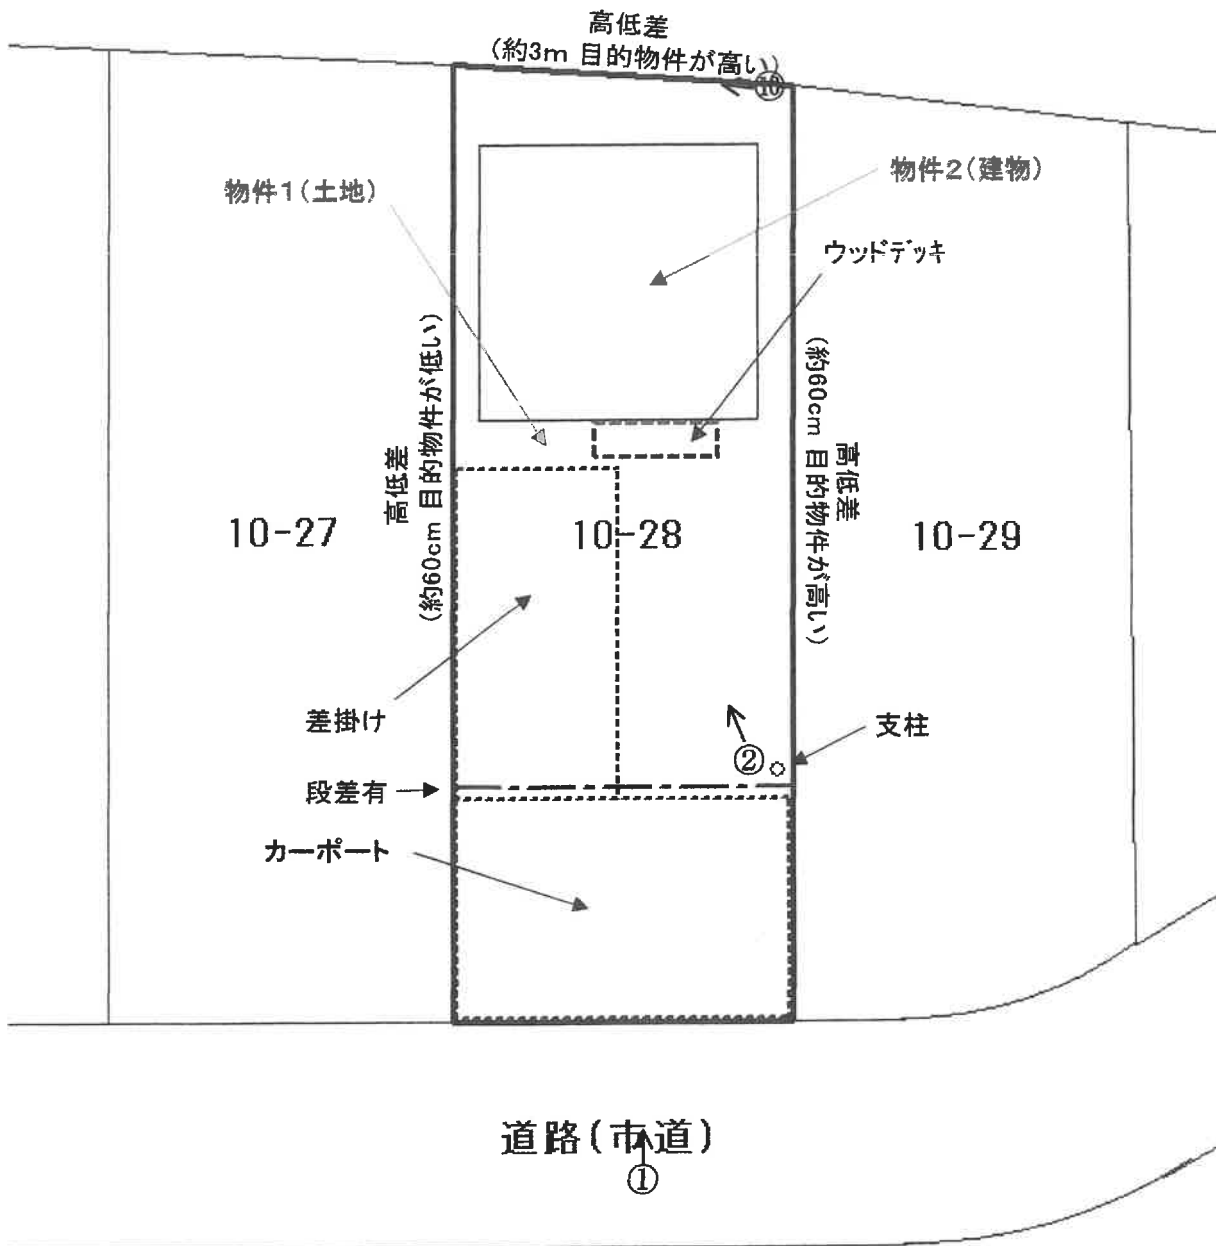 高低差
(約3m 目的物件が高い)
⑩
物件1(土地)
物件2(建物)
ウッドデッキ
高低差
(約60cm 目的物件が低い)
高低差
(約60cm 目的物件が高い)
10-27
10-28
10-29
差掛け
支柱
②
段差有
カーポート
道路(市道)
①